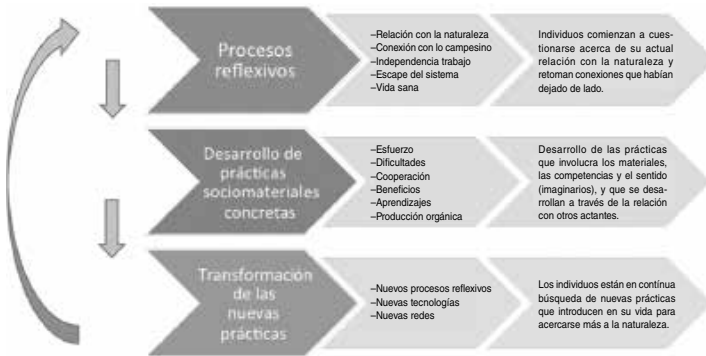 Procesos
reflexivos
–Relación con la naturaleza
–Conexión con lo campesino
–Independencia trabajo
–Escape del sistema
–Vida sana
Individuos comienzan a cues-
tionarse acerca de su actual
relación con la naturaleza y
retoman conexiones que habían
dejado de lado.
Desarrollo de
prácticas
sociomateriales
concretas
–Esfuerzo
–Dificultades
–Cooperación
–Beneficios
–Aprendizajes
–Producción orgánica
Desarrollo de las prácticas
que involucra los materiales,
las competencias y el sentido
(imaginarios), y que se desa-
rrollan a través de la relación
con otros actantes.
Transformación
de las
nuevas
prácticas
–Nuevos procesos reflexivos
–Nuevas tecnologías
–Nuevas redes
Los individuos están en contínua
búsqueda de nuevas prácticas
que introducen en su vida para
acercarse más a la naturaleza.